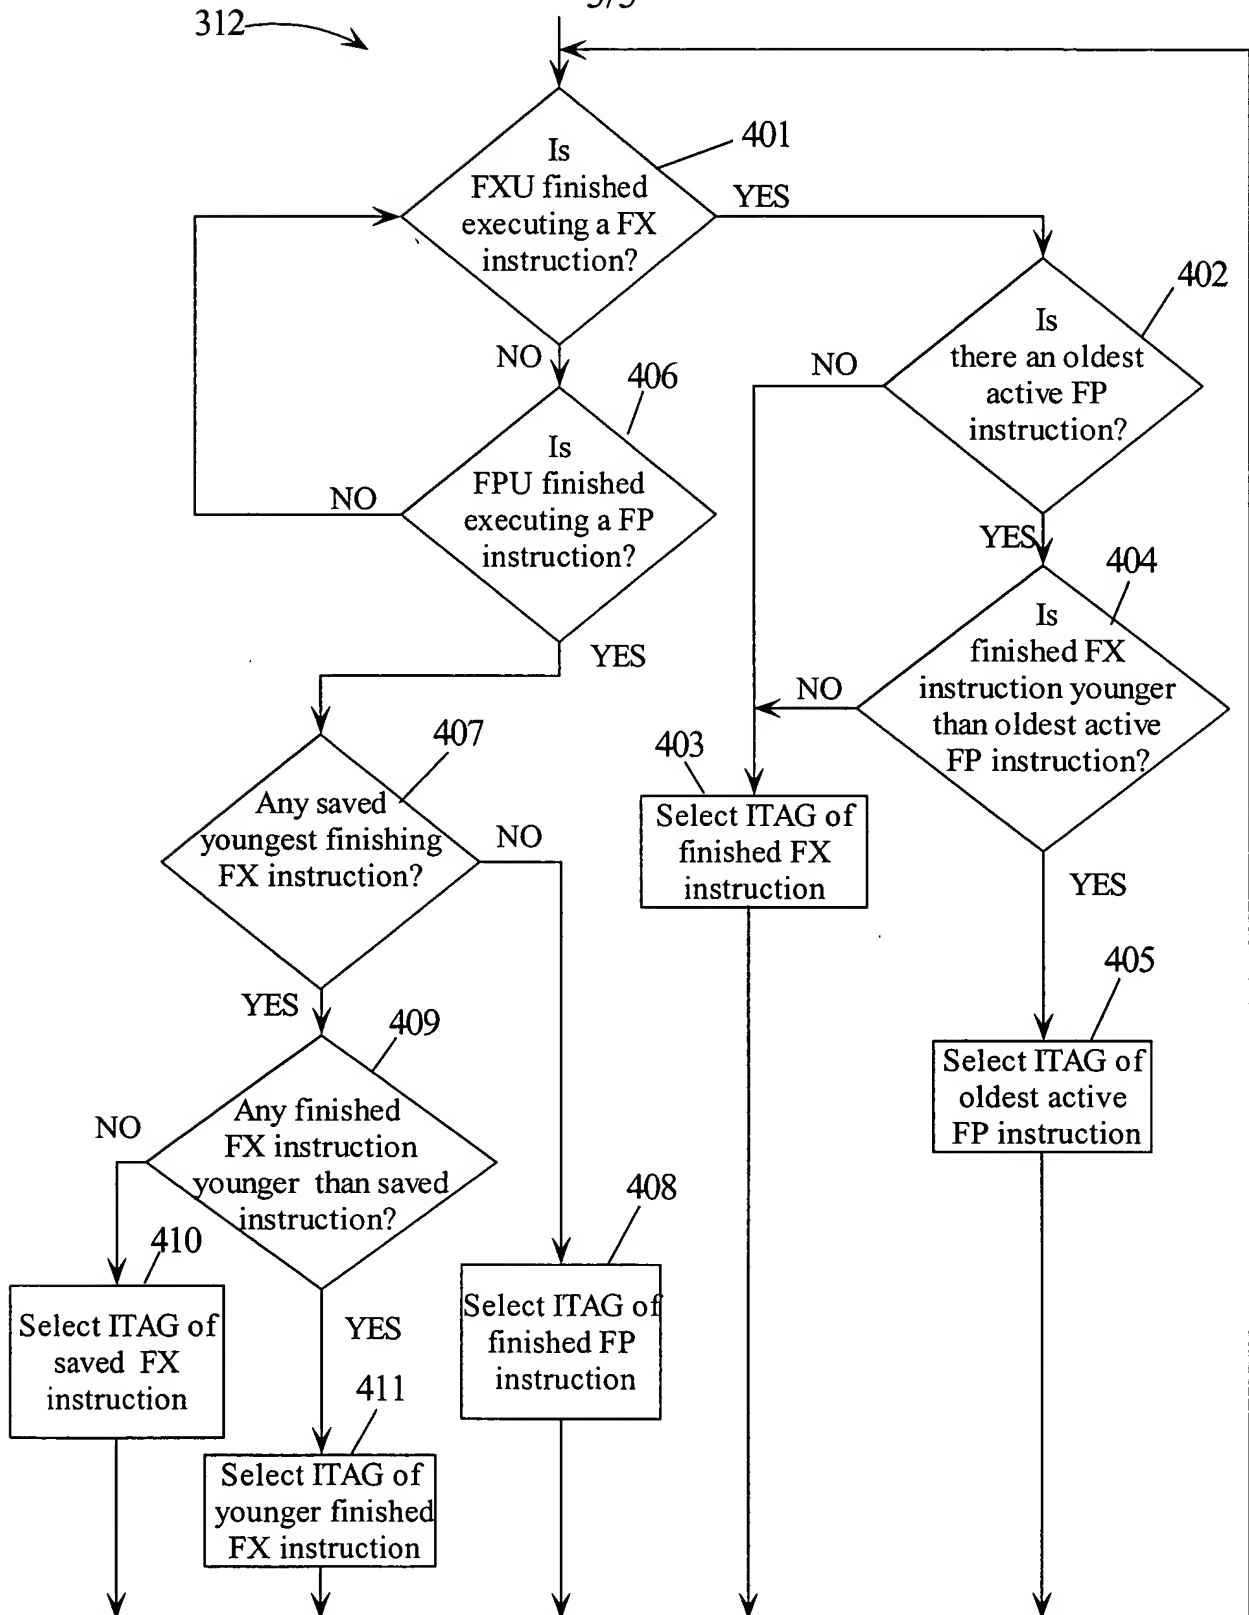 312
401
Is
FXU finished
executing a FX
instruction?
YES
402
Is
there an oldest
active FP
instruction?
NO
NO
406
Is
FPU finished
executing a FP
instruction?
NO
YES
404
Is
finished FX
instruction younger
than oldest active
FP instruction?
NO
YES
407
Any saved
youngest finishing
FX instruction?
NO
403
Select ITAG of
finished FX
instruction
YES
YES
409
Any finished
FX instruction
younger than saved
instruction?
NO
405
Select ITAG of
oldest active
FP instruction
408
Select ITAG of
finished FP
instruction
410
Select ITAG of
saved FX
instruction
YES
411
Select ITAG of
younger finished
FX instruction